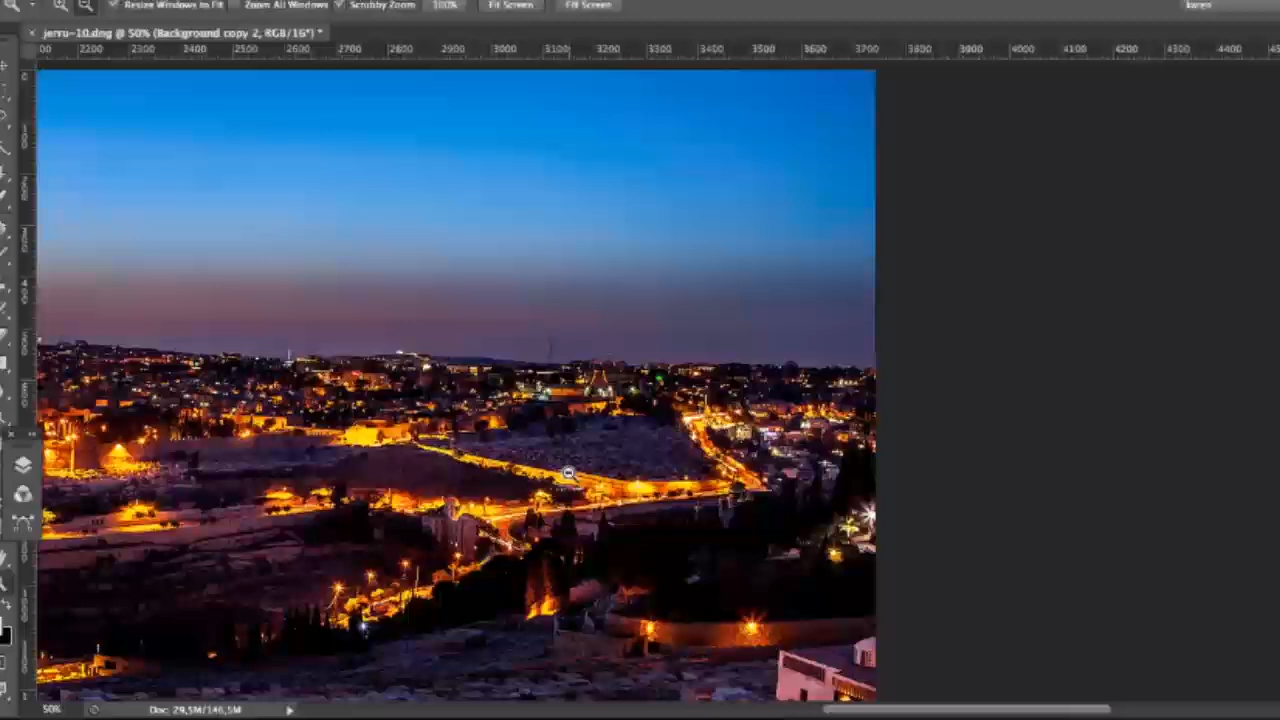 Resize Windows to Fit Zoom All Windows Scrubby Zoom 100% Fit Screen Fit Screen
× jerru-10.dng @ 50% (Background copy 2, RGB/16*) *
00 2200 2300 2400 2500 2600 2700 2800 2900 3000 3100 3200 3300 3400 3500 3600 3700 3800 3900 4000 4100 4200 4300 4400
50% Doc: 29,5M/146,5M